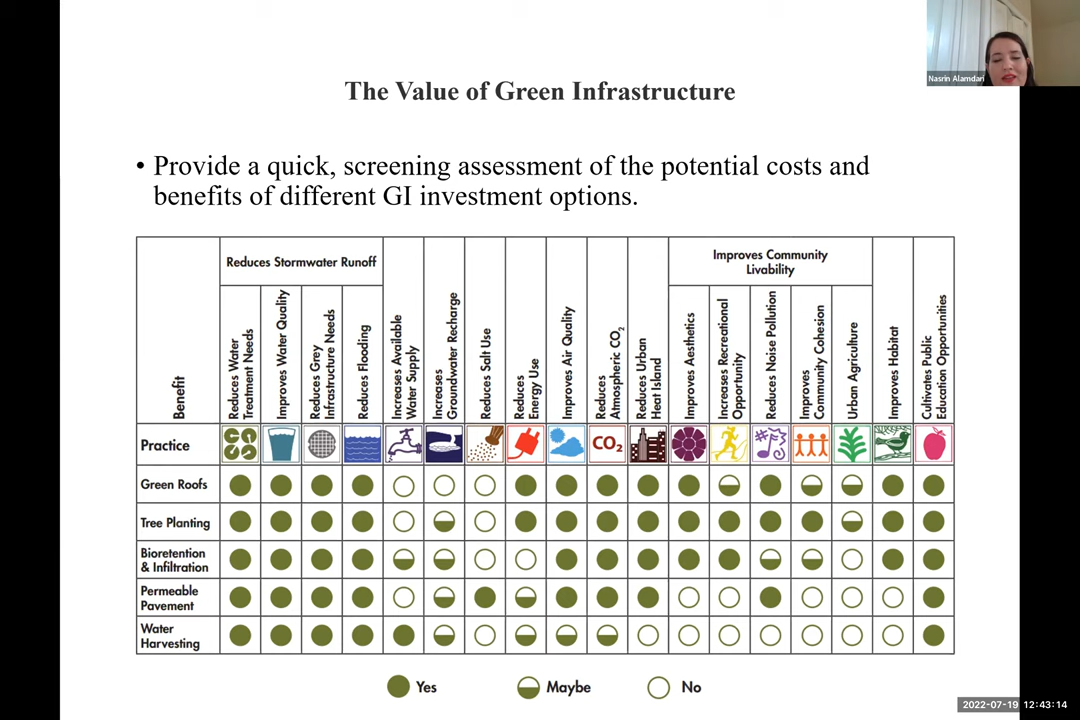 Nasrin Alamdari
The Value of Green Infrastructure
• Provide a quick, screening assessment of the potential costs and
benefits of different GI investment options.
Reduces Stormwater Runoff
Improves Community
Livability
Benefit
Reduces Water
Treatment Needs
Improves Water Quality
Reduces Grey
Infrastructure Needs
Reduces Flooding
Increases Available
Water Supply
Increases
Groundwater Recharge
Reduces Salt Use
Reduces
Energy Use
Improves Air Quality
Reduces
Atmospheric CO2
Reduces Urban
Heat Island
Improves Aesthetics
Increases Recreational
Opportunity
Reduces Noise Pollution
Improves
Community Cohesion
Urban Agriculture
Improves Habitat
Cultivates Public
Education Opportunities
Practice
CO2
Green Roofs
Tree Planting
Bioretention
& Infiltration
Permeable
Pavement
Water
Harvesting
Yes
Maybe
No
2022-07-19 12:43:14